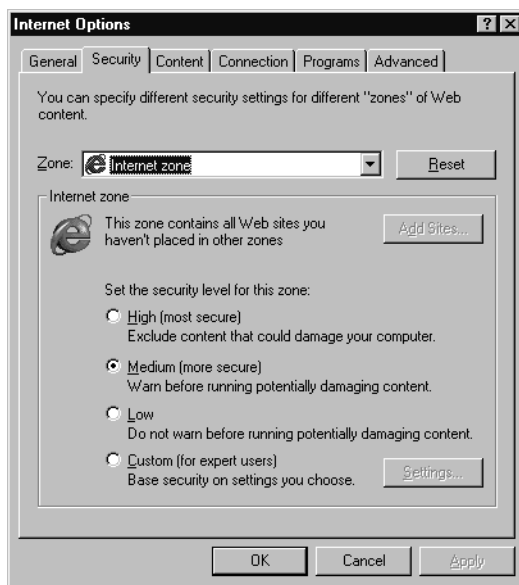 Internet Options
General Security Content Connection Programs Advanced
You can specify different security settings for different "zones" of Web
content.
Zone: Internet zone Reset
Internet zone
This zone contains all Web sites you
haven't placed in other zones
Add Sites...
Set the security level for this zone:
High (most secure)
Exclude content that could damage your computer.
Medium (more secure)
Warn before running potentially damaging content.
Low
Do not warn before running potentially damaging content.
Custom (for expert users)
Base security on settings you choose.
Settings...
OK Cancel Apply